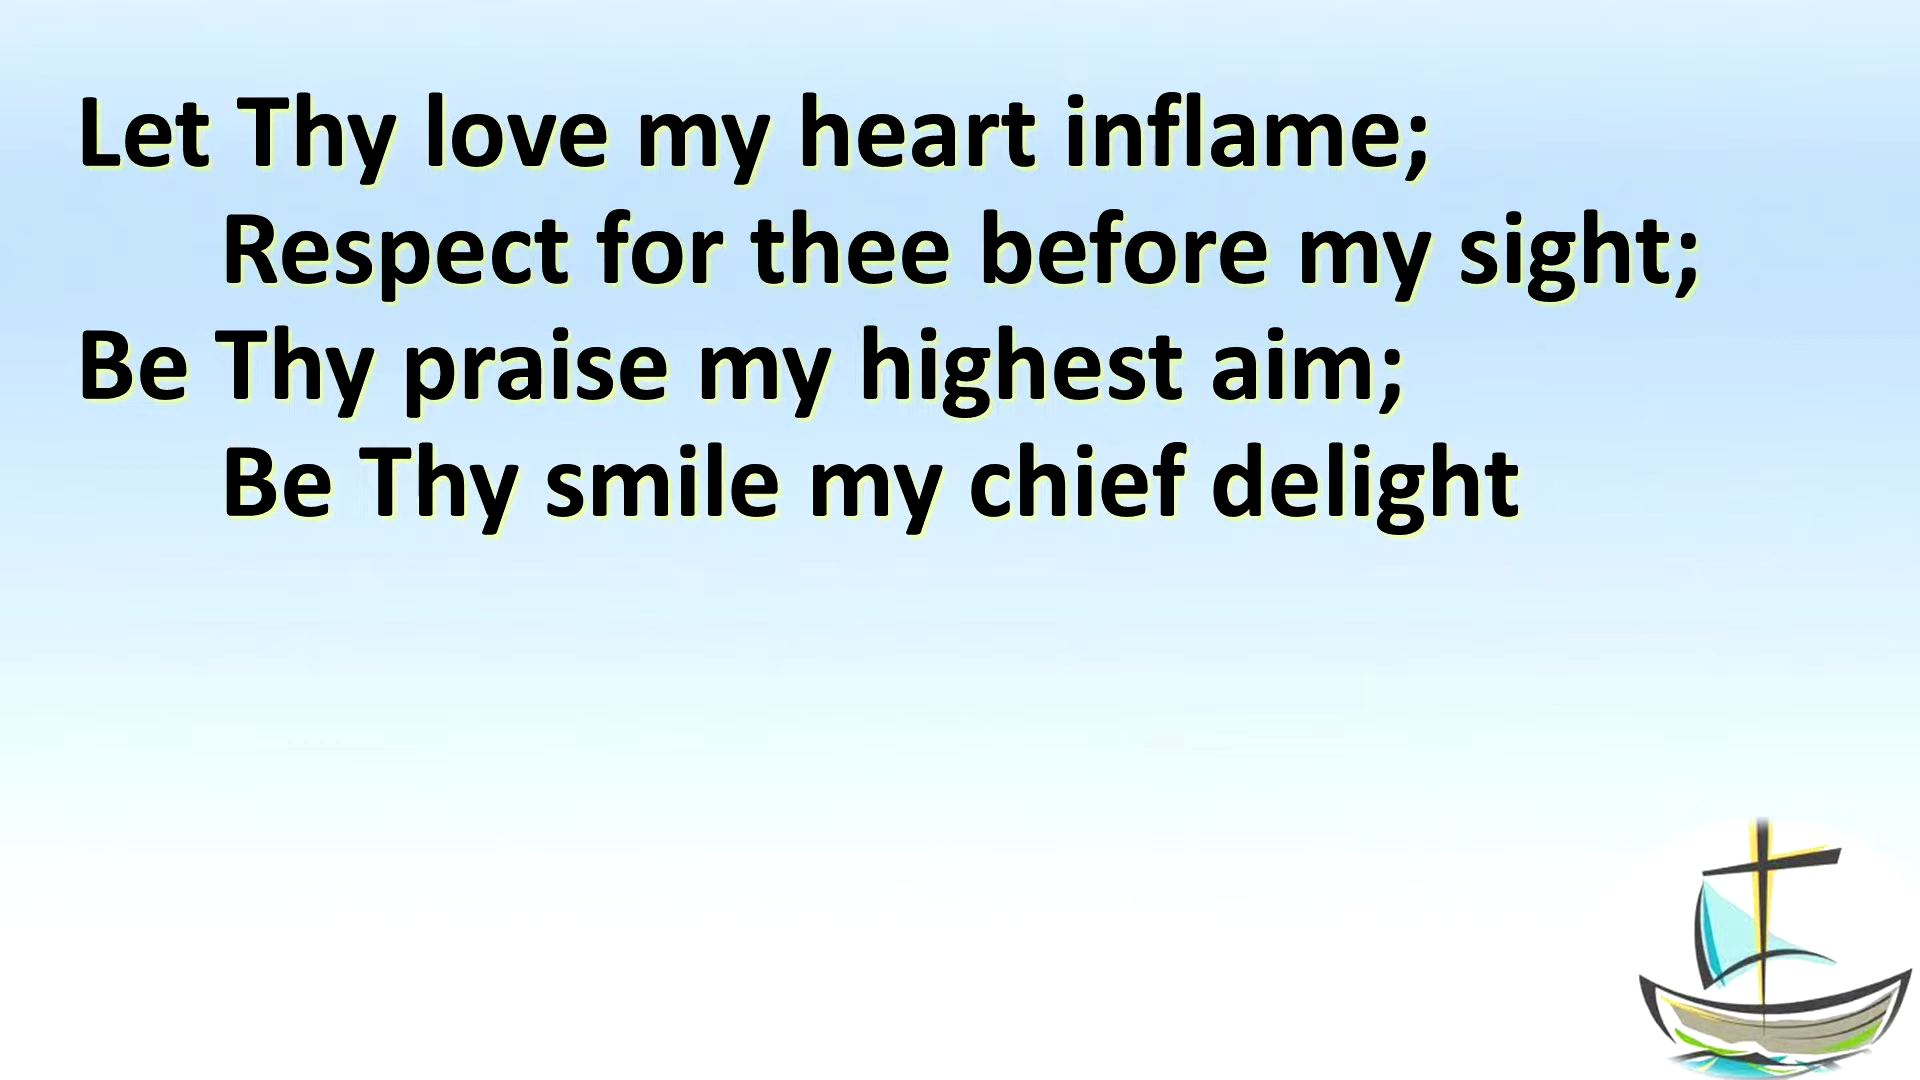 Let Thy love my heart inflame;
Respect for thee before my sight;
Be Thy praise my highest aim;
Be Thy smile my chief delight